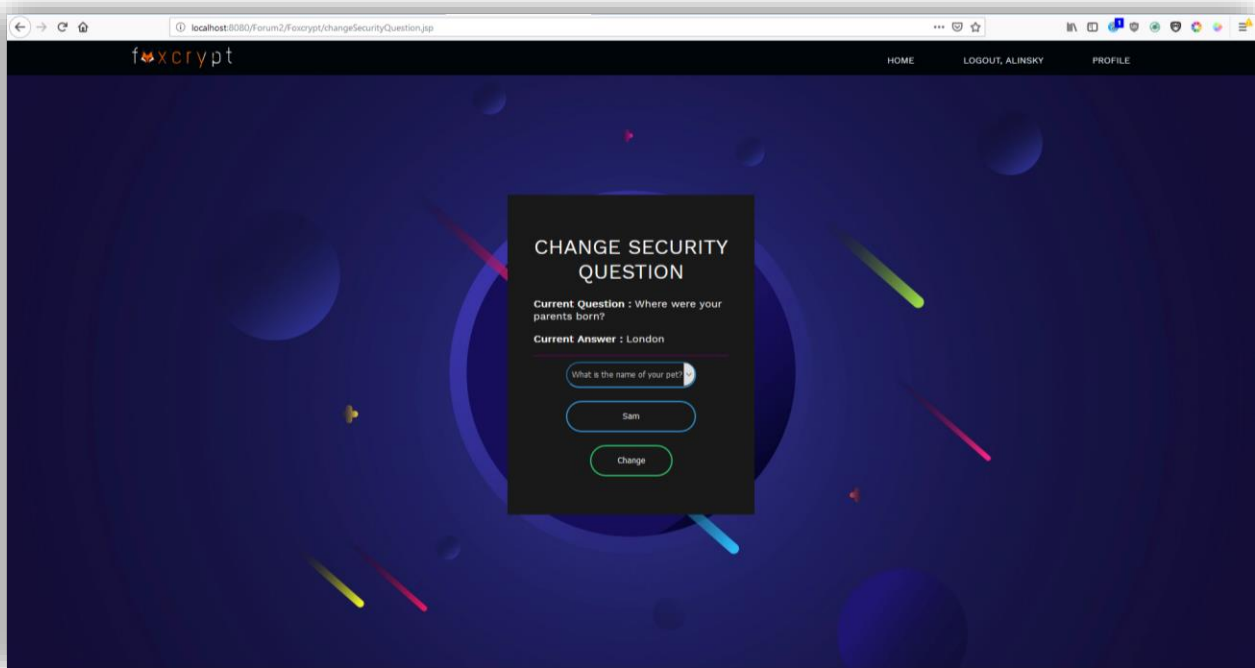 localhost:8080/Forum2/Foxcrypt/changeSecurityQuestion.jsp
foxcrypt
HOME LOGOUT, ALINSKY PROFILE
CHANGE SECURITY
QUESTION
Current Question : Where were your
parents born?
Current Answer : London
What is the name of your pet?
Sam
Change